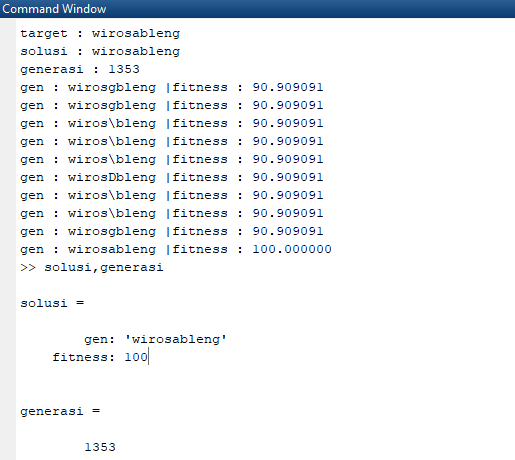 Command Window
target : wirosableng
solusi : wirosableng
generasi : 1353
gen : wirosgbleng |fitness : 90.909091
gen : wirosgbleng |fitness : 90.909091
gen : wiros\bleng |fitness : 90.909091
gen : wiros\bleng |fitness : 90.909091
gen : wiros\bleng |fitness : 90.909091
gen : wirosDbleng |fitness : 90.909091
gen : wiros\bleng |fitness : 90.909091
gen : wiros\bleng |fitness : 90.909091
gen : wirosgbleng |fitness : 90.909091
gen : wirosableng |fitness : 100.000000
>> solusi,generasi
solusi =
gen: 'wirosableng'
fitness: 100
generasi =
1353